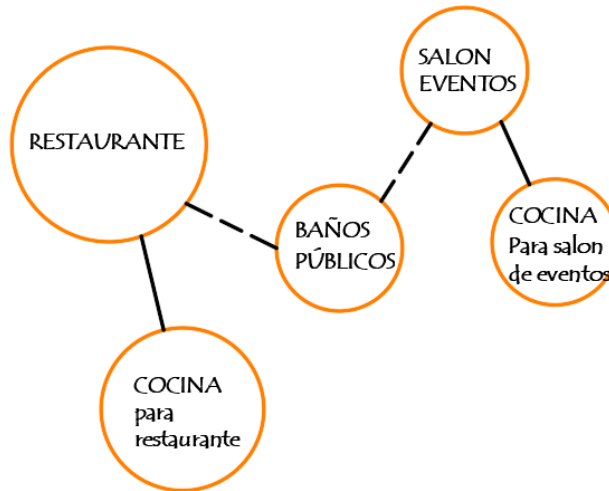 SALON
EVENTOS
RESTAURANTE
BAÑOS
PÚBLICOS
COCINA
Para salon
de eventos
COCINA
para
restaurante